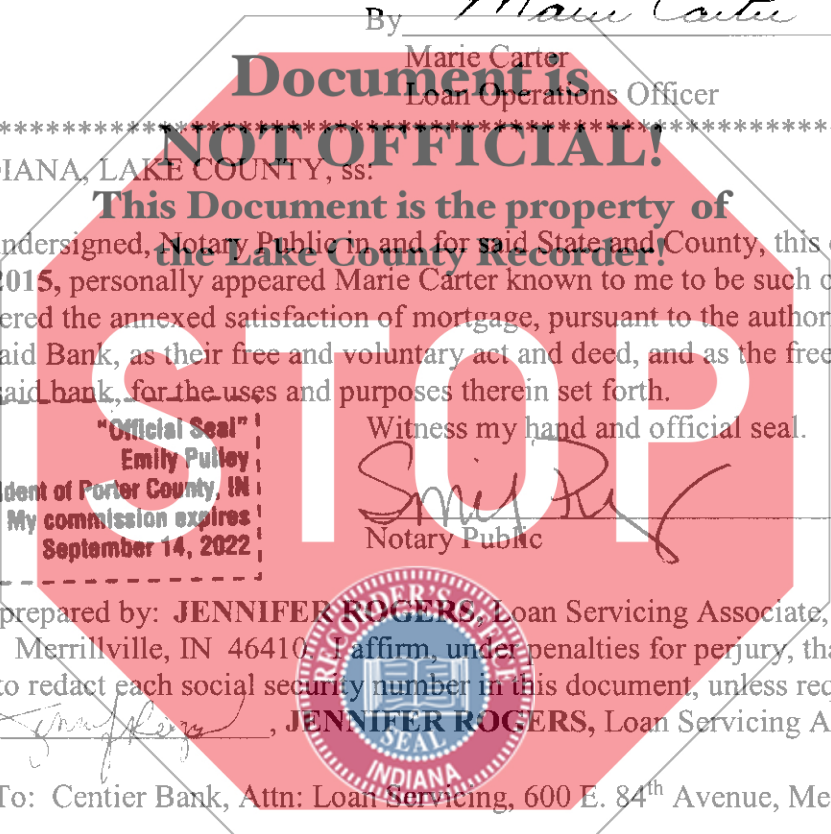 By Marie Carter
Marie Carter
Document is
Loan Operations Officer
****************************************************
NOT OFFICIAL!
DIANA, LAKE COUNTY, ss:
This Document is the property of
ndersigned, Notary Public in and for said State and County, this
the Lake County Recorder!
2015, personally appeared Marie Carter known to me to be such o
ered the annexed satisfaction of mortgage, pursuant to the author
aid Bank, as their free and voluntary act and deed, and as the free
said bank, for the uses and purposes therein set forth.
STOP
"Official Seal"
Emily Pulley
ident of Porter County, IN
My commission expires
September 14, 2022
Witness my hand and official seal.
Notary Public
prepared by: JENNIFER ROGERS, Loan Servicing Associate,
Merrillville, IN 46410. I affirm, under penalties for perjury, tha
to redact each social security number in this document, unless req
, JENNIFER ROGERS, Loan Servicing A
RECORDER'S OFFICE
SEAL
INDIANA
To: Centier Bank, Attn: Loan Servicing, 600 E. 84th Avenue, Me